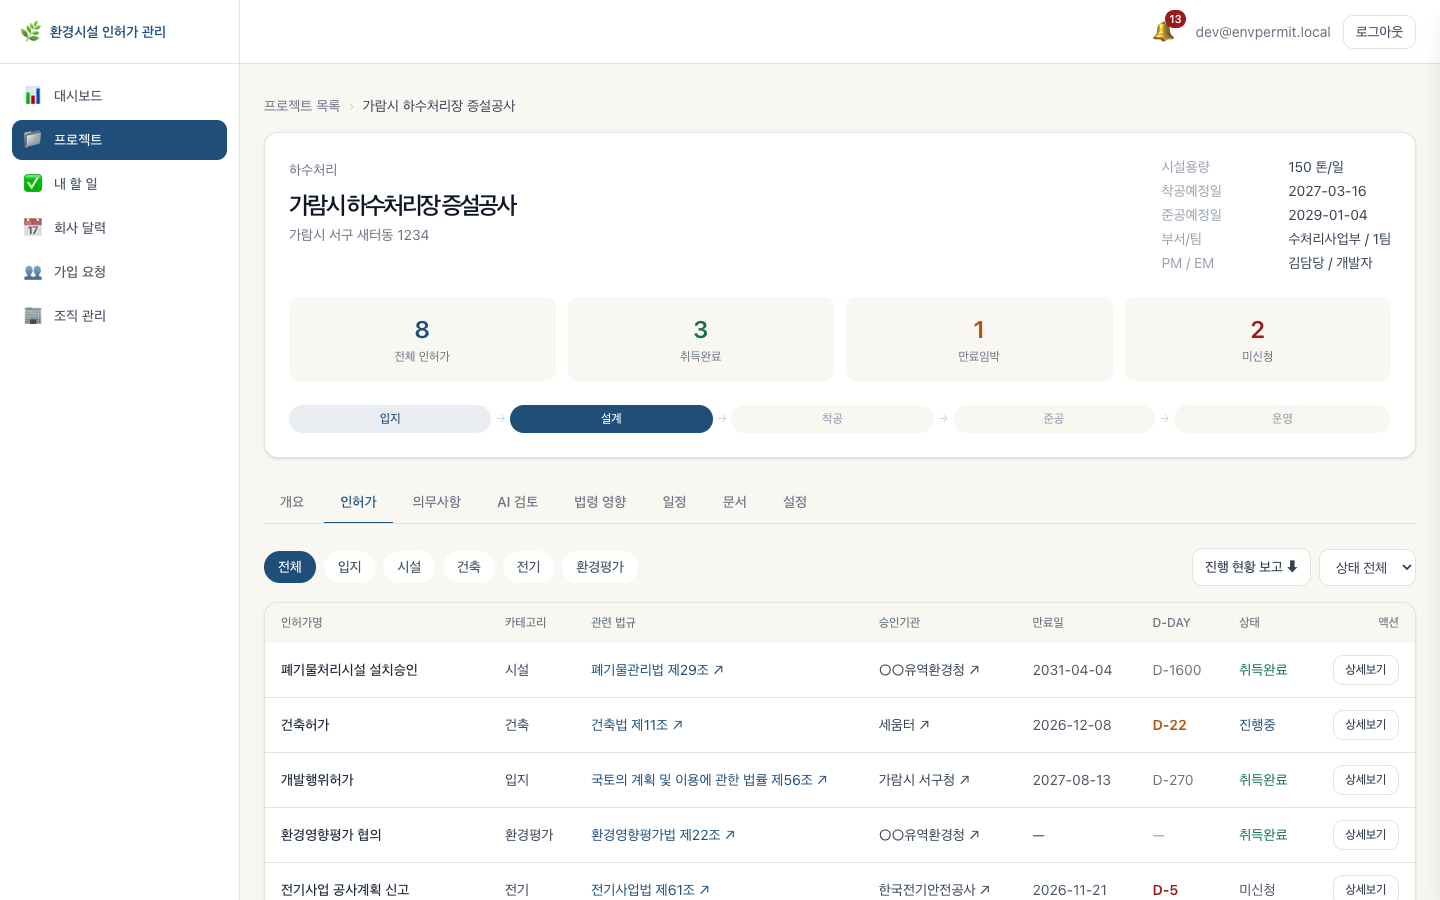 환경시설 인허가 관리
13
dev@envpermit.local
로그아웃
대시보드
프로젝트
내 할 일
회사 달력
가입 요청
조직 관리
프로젝트 목록 › 가람시 하수처리장 증설공사
하수처리
가람시 하수처리장 증설공사
가람시 서구 새터동 1234
시설용량 150 톤/일
착공예정일 2027-03-16
준공예정일 2029-01-04
부서/팀 수처리사업부 / 1팀
PM / EM 김담당 / 개발자
8
전체 인허가
3
취득완료
1
만료임박
2
미신청
입지 → 설계 → 착공 → 준공 → 운영
개요 인허가 의무사항 AI 검토 법령 영향 일정 문서 설정
전체 입지 시설 건축 전기 환경평가
진행 현황 보고 ⬇ 상태 전체
인허가명 카테고리 관련 법규 승인기관 만료일 D-DAY 상태 액션
폐기물처리시설 설치승인 시설 폐기물관리법 제29조 ↗ 〇〇유역환경청 ↗ 2031-04-04 D-1600 취득완료 상세보기
건축허가 건축 건축법 제11조 ↗ 세움터 ↗ 2026-12-08 D-22 진행중 상세보기
개발행위허가 입지 국토의 계획 및 이용에 관한 법률 제56조 ↗ 가람시 서구청 ↗ 2027-08-13 D-270 취득완료 상세보기
환경영향평가 협의 환경평가 환경영향평가법 제22조 ↗ 〇〇유역환경청 ↗ — — 취득완료 상세보기
전기사업 공사계획 신고 전기 전기사업법 제61조 ↗ 한국전기안전공사 ↗ 2026-11-21 D-5 미신청 상세보기